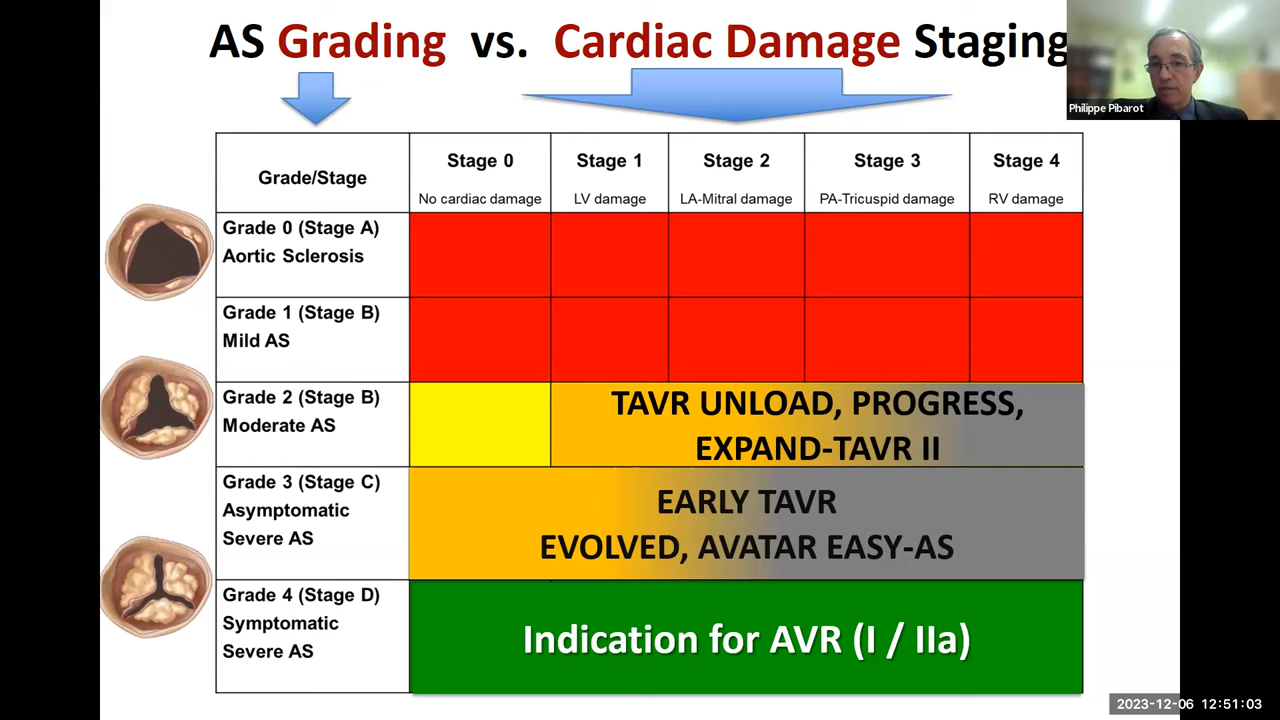 AS Grading vs. Cardiac Damage Staging
Philippe Pibarot
Grade/Stage
Stage 0
No cardiac damage
Stage 1
LV damage
Stage 2
LA-Mitral damage
Stage 3
PA-Tricuspid damage
Stage 4
RV damage
Grade 0 (Stage A)
Aortic Sclerosis
Grade 1 (Stage B)
Mild AS
Grade 2 (Stage B)
Moderate AS
TAVR UNLOAD, PROGRESS,
EXPAND-TAVR II
Grade 3 (Stage C)
Asymptomatic
Severe AS
EARLY TAVR
EVOLVED, AVATAR EASY-AS
Grade 4 (Stage D)
Symptomatic
Severe AS
Indication for AVR (I / IIa)
2023-12-06 12:51:03